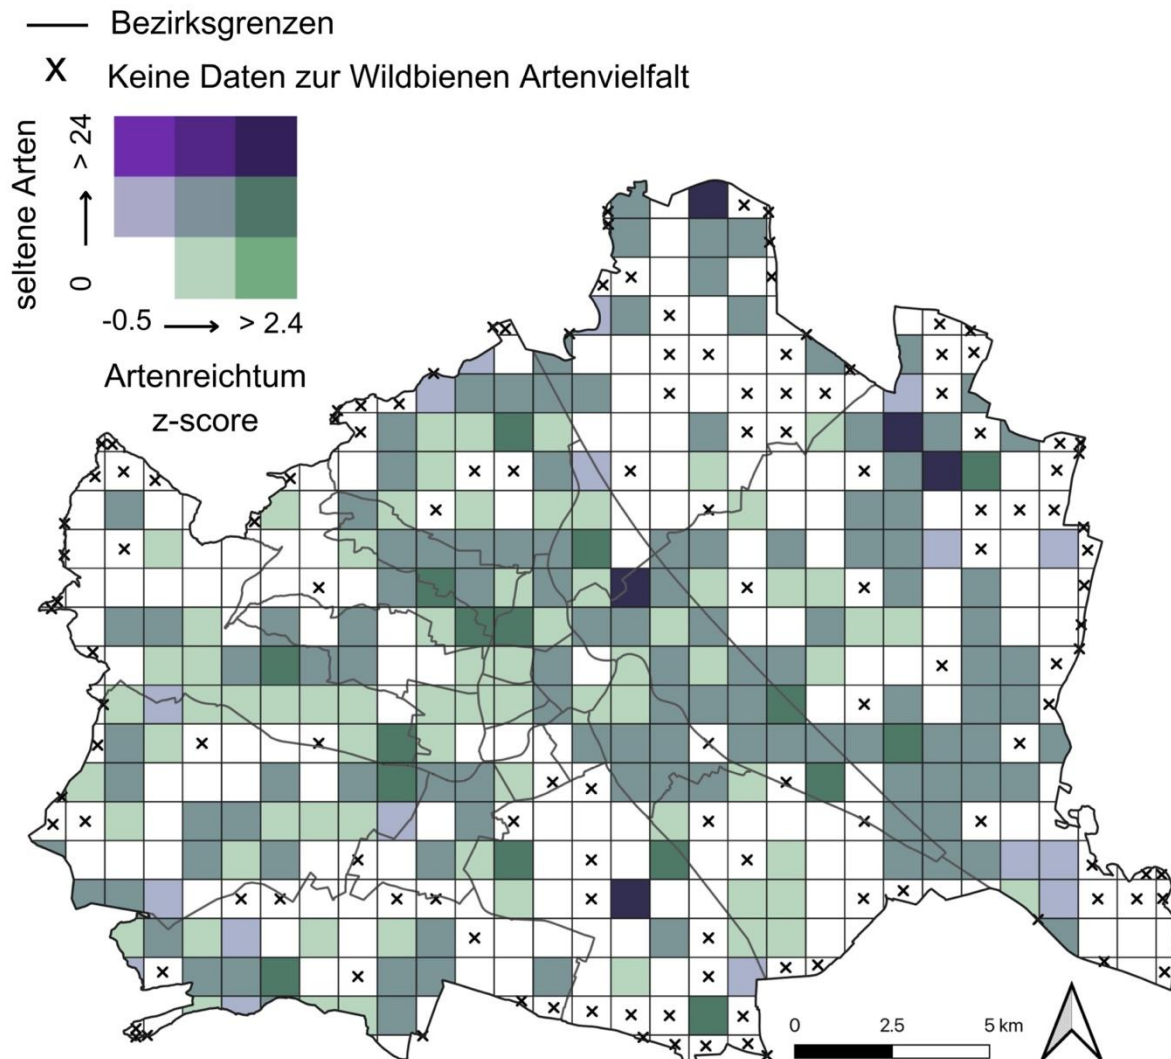 Bezirksgrenzen
x Keine Daten zur Wildbienen Artenvielfalt
seltene Arten
0 → > 24
-0.5 → > 2.4
Artenreichtum
z-score
0 2.5 5 km